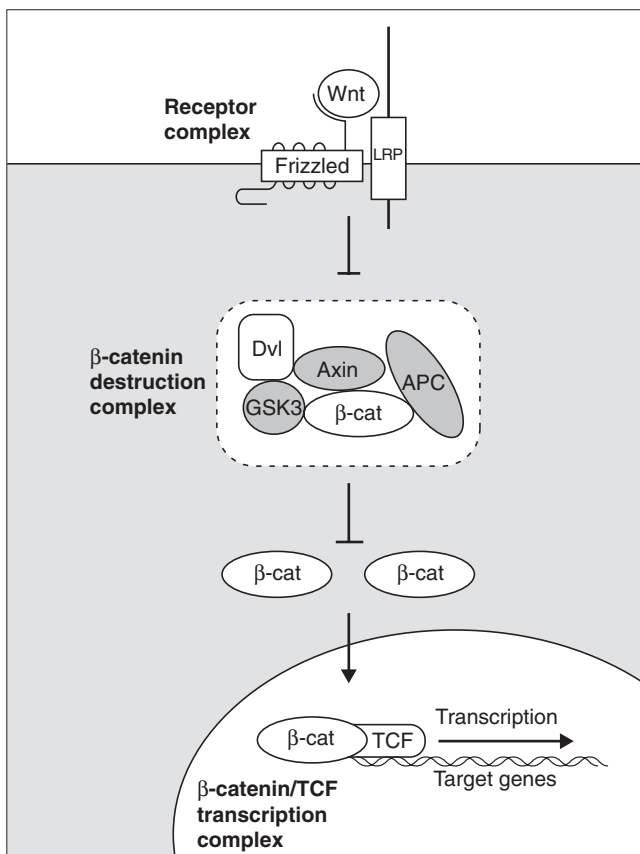 Wnt
Receptor
complex
LRP
Frizzled
β-catenin
destruction
complex
Dvl
Axin
APC
GSK3
β-cat
β-cat
β-cat
β-cat
TCF
Transcription
Target genes
β-catenin/TCF
transcription
complex